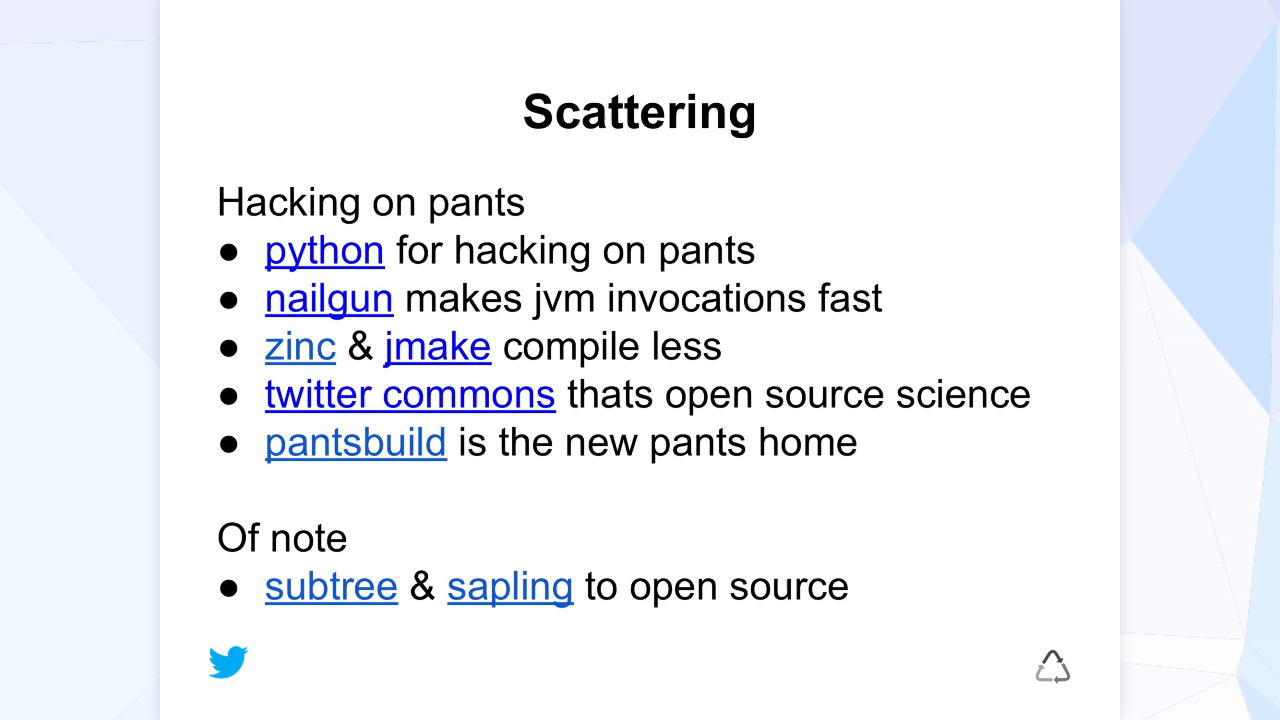 Scattering
Hacking on pants
● python for hacking on pants
● nailgun makes jvm invocations fast
● zinc & jmake compile less
● twitter commons thats open source science
● pantsbuild is the new pants home
Of note
● subtree & sapling to open source